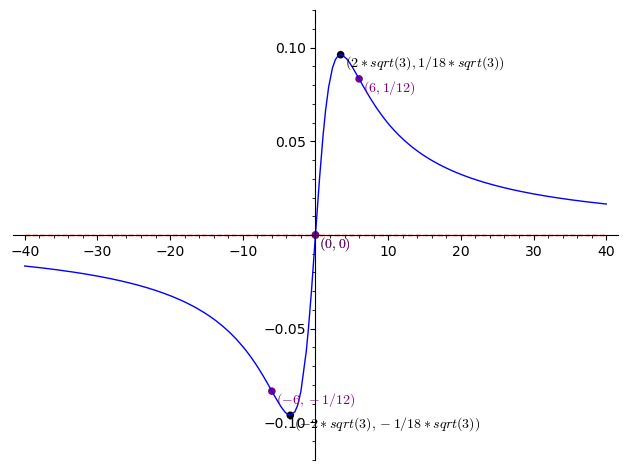 0.10
(2*sqrt(3), 1/18*sqrt(3))
(6, 1/12)
0.05
−40 −30 −20 −10 10 20 30 40
(0, 0)
−0.05
(−6, −1/12)
−0.10
(−2*sqrt(3), −1/18*sqrt(3))